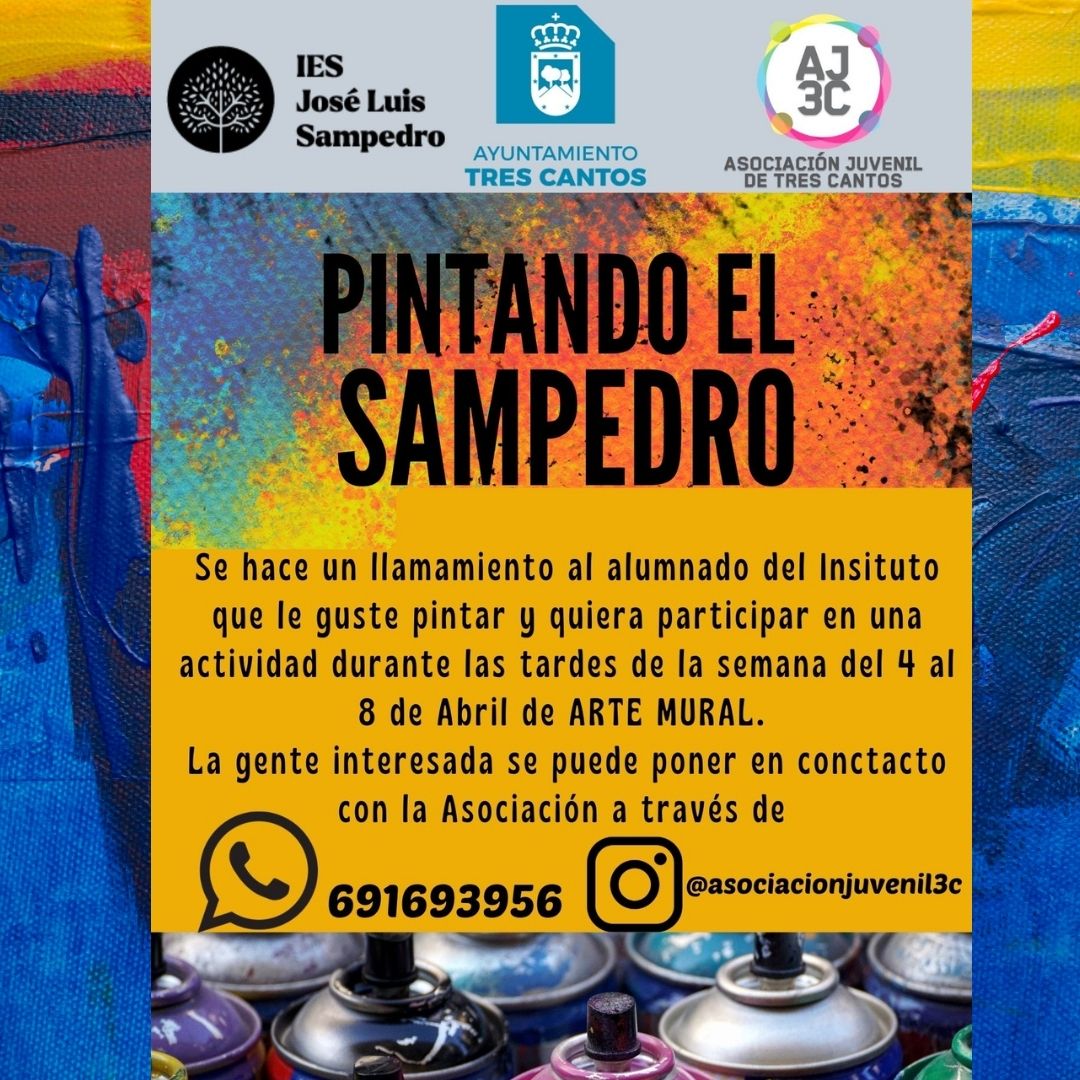 IES
José Luis
Sampedro
AYUNTAMIENTO
TRES CANTOS
AJ
3C
ASOCIACIÓN JUVENIL
DE TRES CANTOS
PINTANDO EL
SAMPEDRO
Se hace un llamamiento al alumnado del Insituto
que le guste pintar y quiera participar en una
actividad durante las tardes de la semana del 4 al
8 de Abril de ARTE MURAL.
La gente interesada se puede poner en conctacto
con la Asociación a través de
691693956
@asociacionjuvenil3c